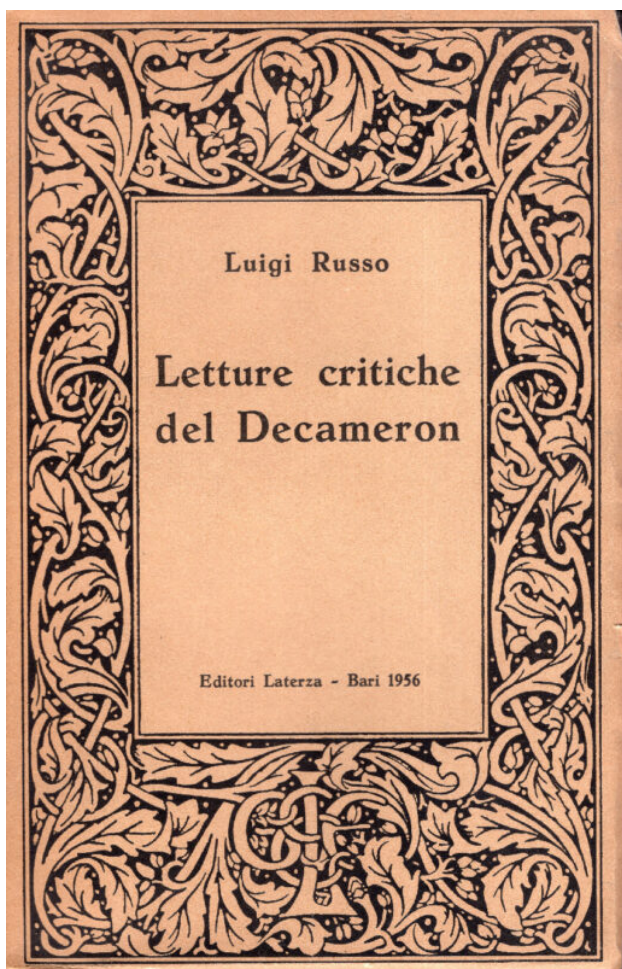 Luigi Russo
Letture critiche
del Decameron
Editori Laterza - Bari 1956